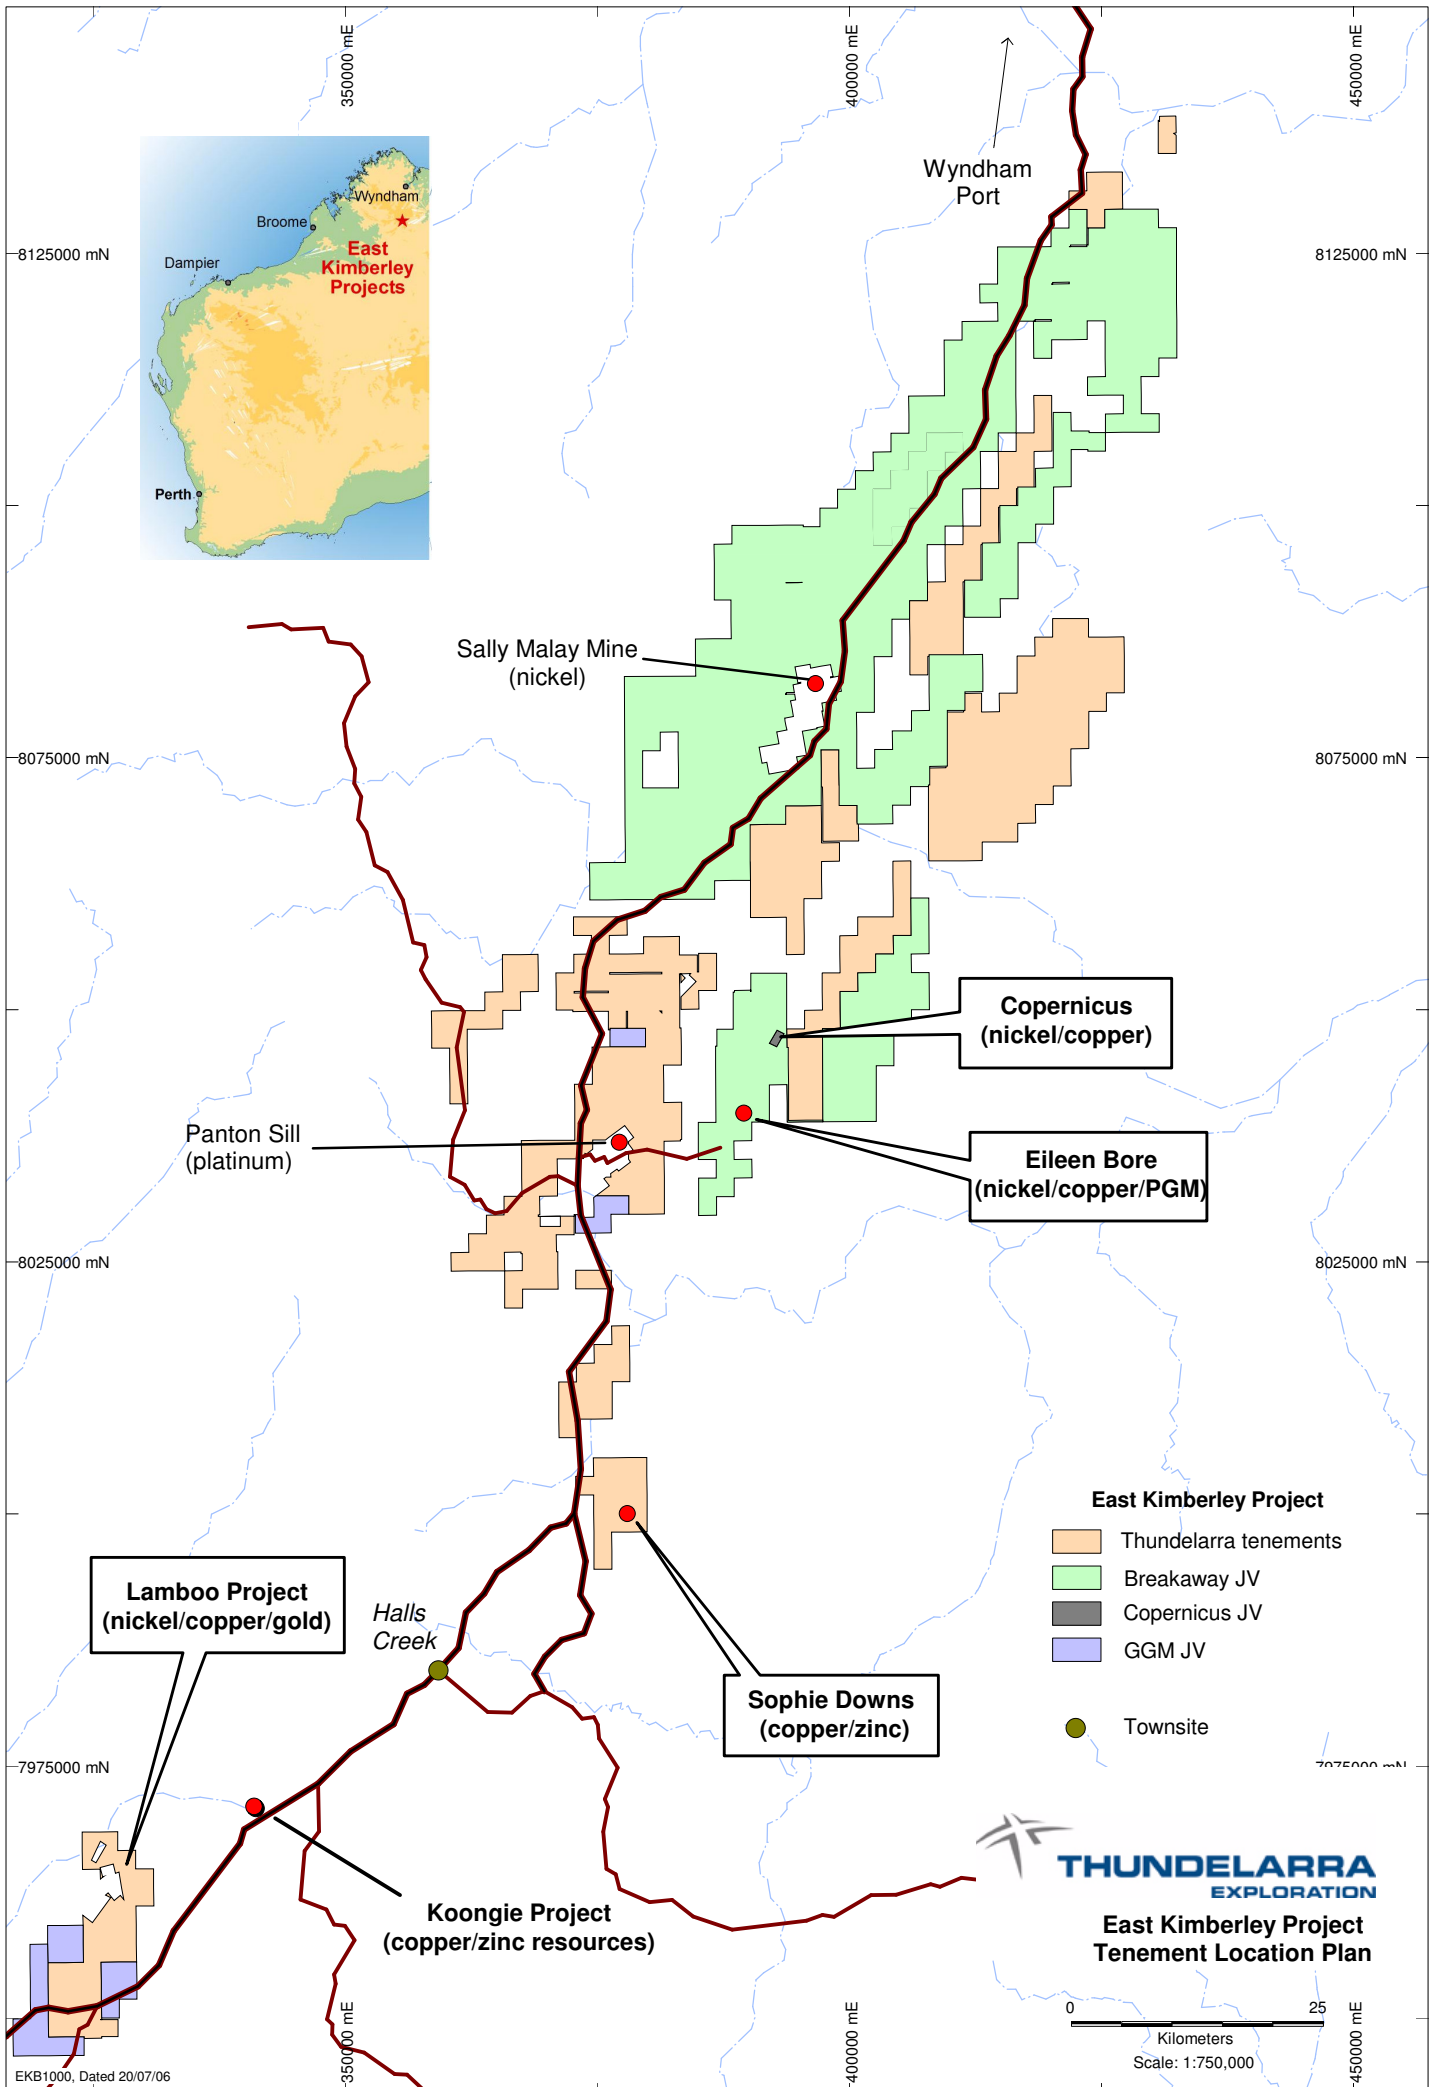 350000 mE
400000 mE
450000 mE
Wyndham
Port
Wyndham
Broome
East
Kimberley
Projects
Dampier
Perth
8125000 mN
8125000 mN
Sally Malay Mine
(nickel)
8075000 mN
8075000 mN
Copernicus
(nickel/copper)
Panton Sill
(platinum)
Eileen Bore
(nickel/copper/PGM)
8025000 mN
8025000 mN
East Kimberley Project
Thundelarra tenements
Breakaway JV
Copernicus JV
GGM JV
Townsite
Lamboo Project
(nickel/copper/gold)
Halls
Creek
Sophie Downs
(copper/zinc)
7975000 mN
7975000 mN
Koongie Project
(copper/zinc resources)
THUNDELARRA
EXPLORATION
East Kimberley Project
Tenement Location Plan
0 25
Kilometers
Scale: 1:750,000
350000 mE
400000 mE
450000 mE
EKB1000, Dated 20/07/06